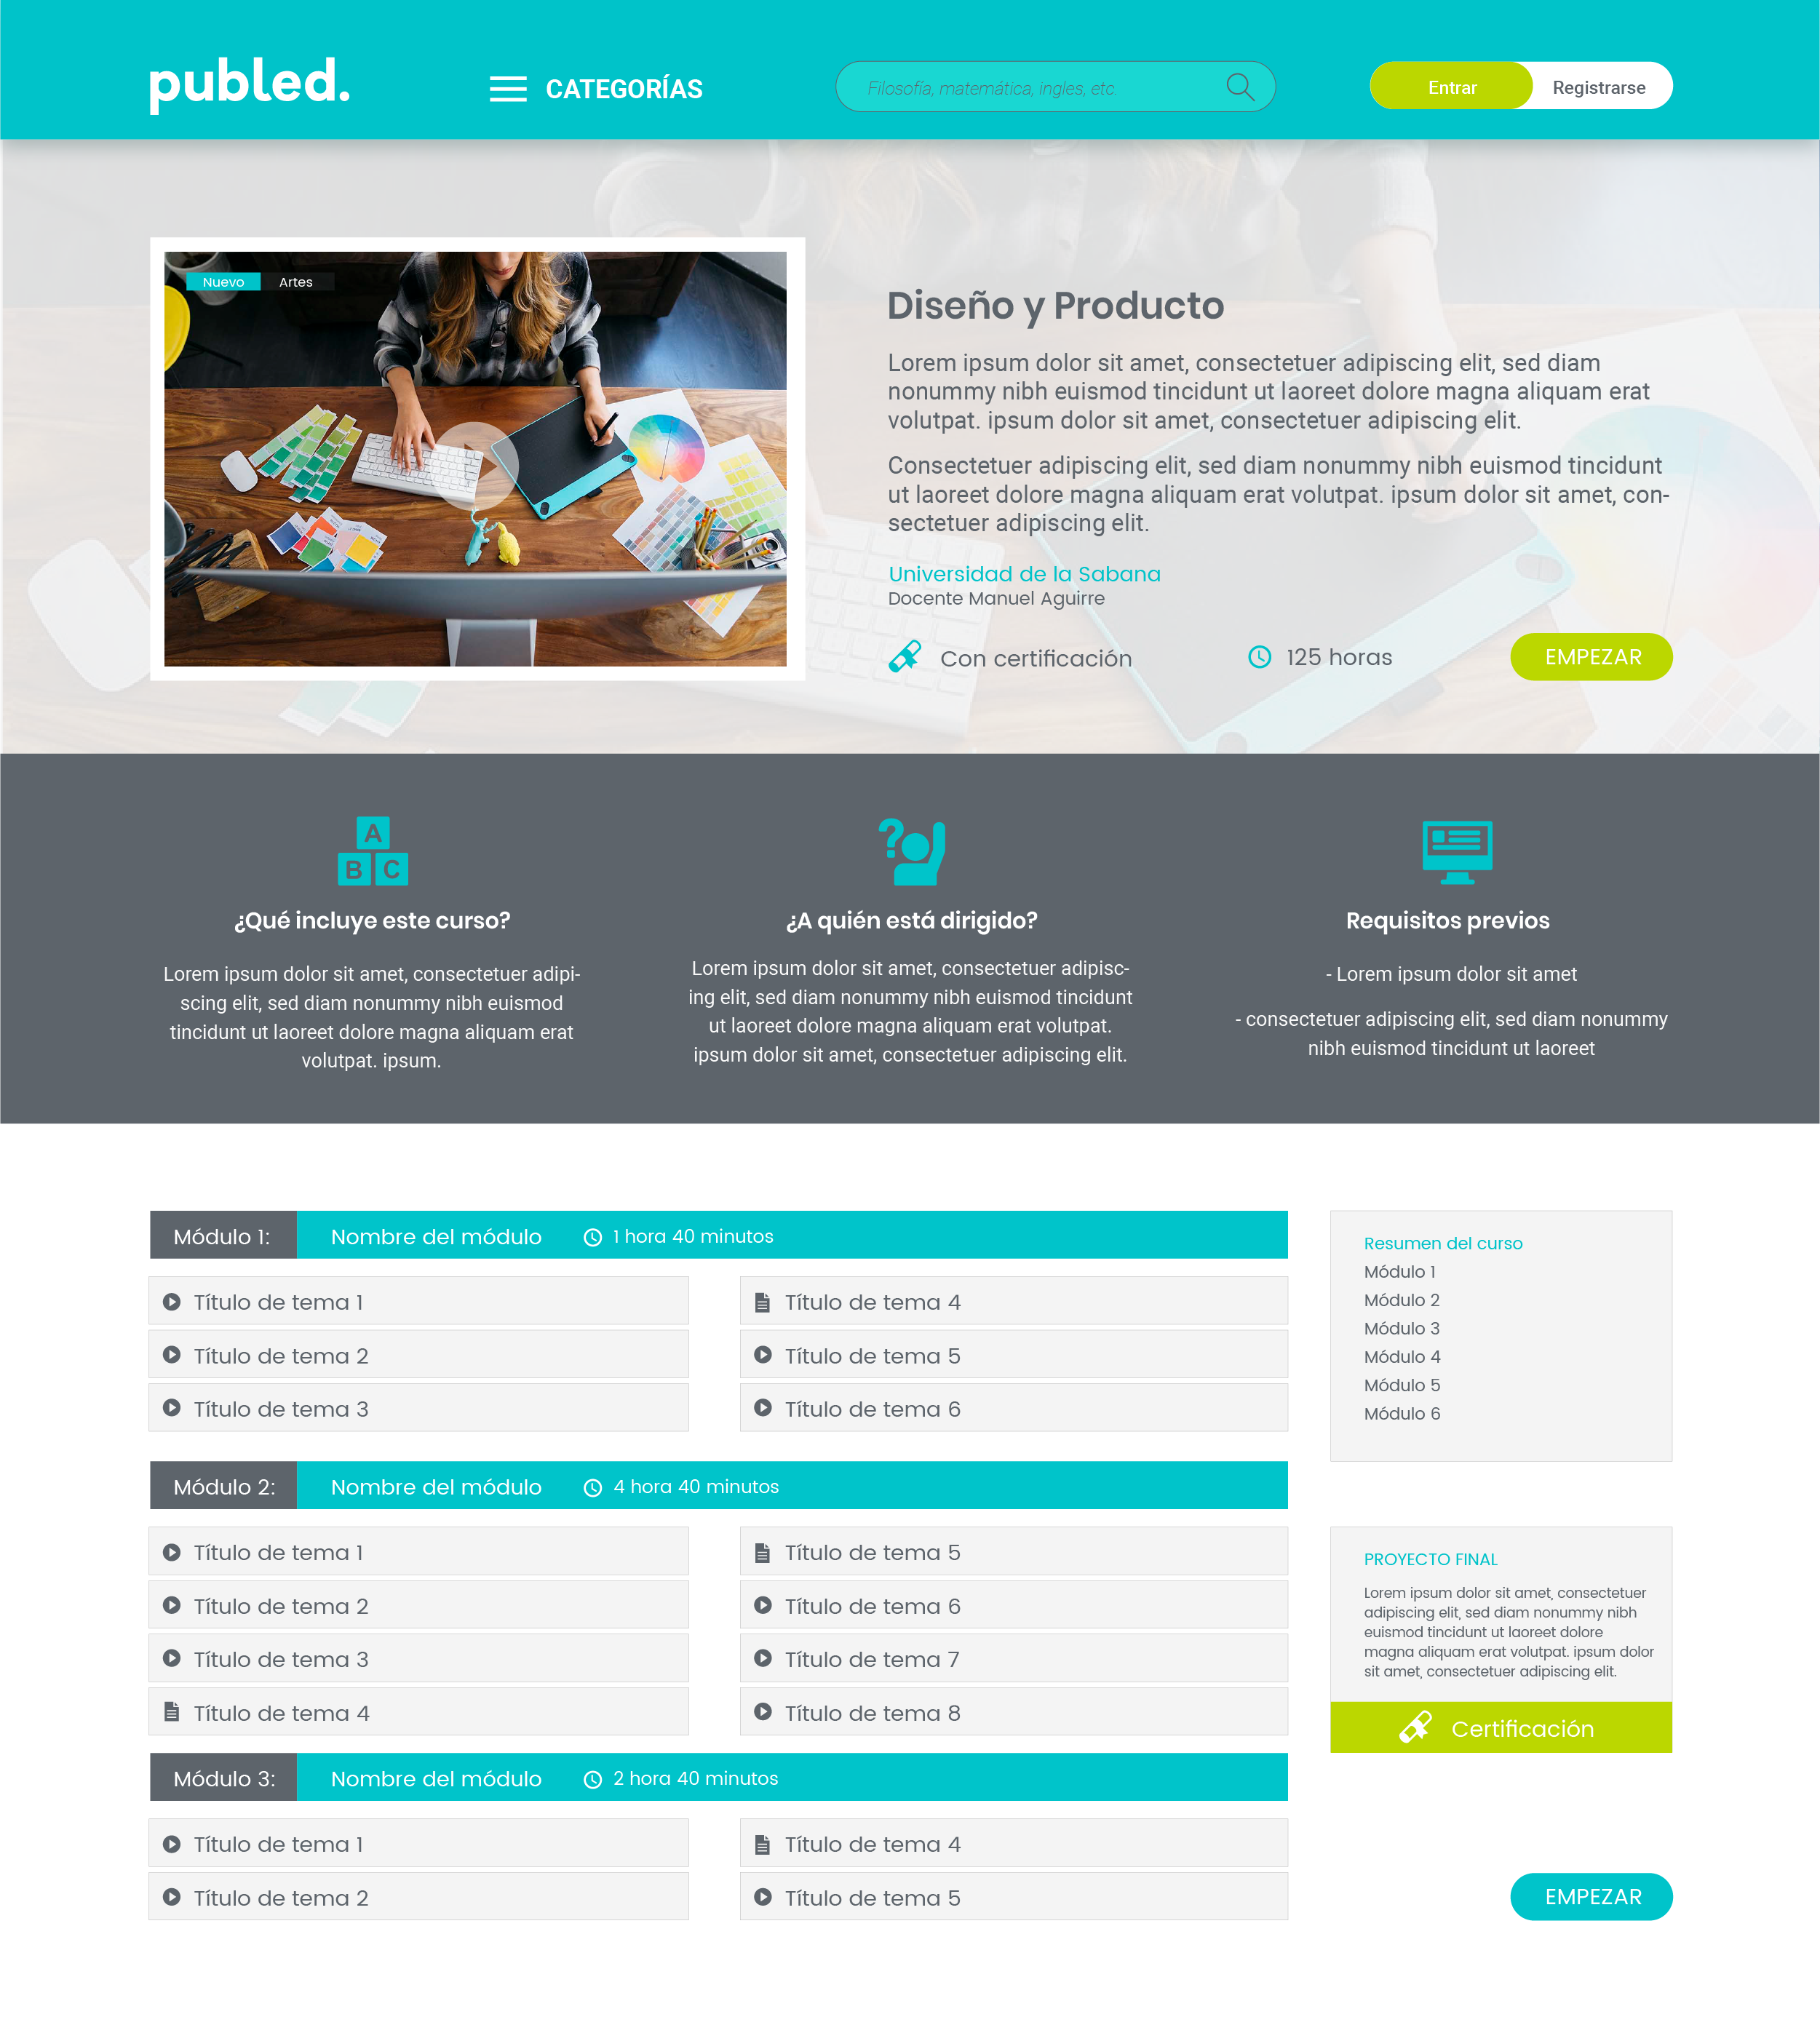 publed.
CATEGORÍAS
Filosofía, matemática, ingles, etc.
Entrar
Registrarse
Nuevo
Artes
Diseño y Producto
Lorem ipsum dolor sit amet, consectetuer adipiscing elit, sed diam
nonummy nibh euismod tincidunt ut laoreet dolore magna aliquam erat
volutpat. ipsum dolor sit amet, consectetuer adipiscing elit.
Consectetuer adipiscing elit, sed diam nonummy nibh euismod tincidunt
ut laoreet dolore magna aliquam erat volutpat. ipsum dolor sit amet, con-
sectetuer adipiscing elit.
Universidad de la Sabana
Docente Manuel Aguirre
Con certificación
125 horas
EMPEZAR
A
B C
¿Qué incluye este curso?
Lorem ipsum dolor sit amet, consectetuer adipi-
scing elit, sed diam nonummy nibh euismod
tincidunt ut laoreet dolore magna aliquam erat
volutpat. ipsum.
?
¿A quién está dirigido?
Lorem ipsum dolor sit amet, consectetuer adipisc-
ing elit, sed diam nonummy nibh euismod tincidunt
ut laoreet dolore magna aliquam erat volutpat.
ipsum dolor sit amet, consectetuer adipiscing elit.
Requisitos previos
- Lorem ipsum dolor sit amet
- consectetuer adipiscing elit, sed diam nonummy
nibh euismod tincidunt ut laoreet
Módulo 1:
Nombre del módulo
1 hora 40 minutos
Título de tema 1
Título de tema 2
Título de tema 3
Título de tema 4
Título de tema 5
Título de tema 6
Módulo 2:
Nombre del módulo
4 hora 40 minutos
Título de tema 1
Título de tema 2
Título de tema 3
Título de tema 4
Título de tema 5
Título de tema 6
Título de tema 7
Título de tema 8
Módulo 3:
Nombre del módulo
2 hora 40 minutos
Título de tema 1
Título de tema 2
Título de tema 4
Título de tema 5
Resumen del curso
Módulo 1
Módulo 2
Módulo 3
Módulo 4
Módulo 5
Módulo 6
PROYECTO FINAL
Lorem ipsum dolor sit amet, consectetuer
adipiscing elit, sed diam nonummy nibh
euismod tincidunt ut laoreet dolore
magna aliquam erat volutpat. ipsum dolor
sit amet, consectetuer adipiscing elit.
Certificación
EMPEZAR